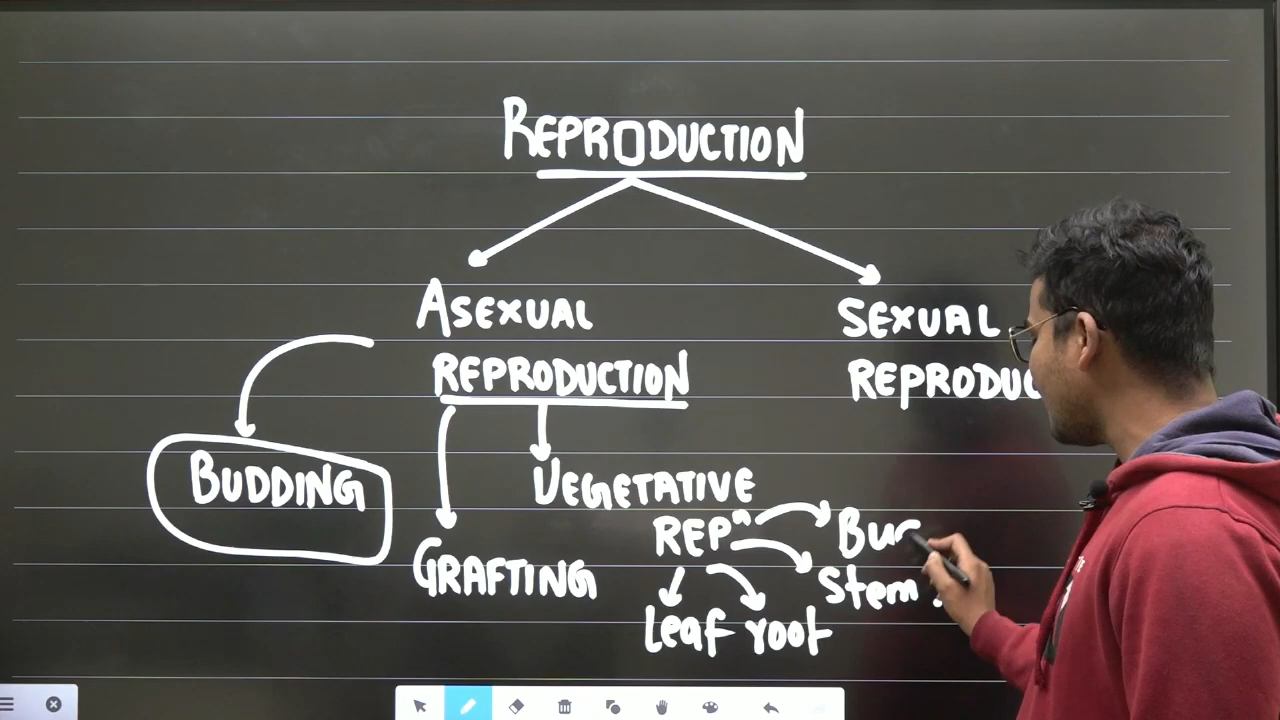 REPRODUCTION
ASEXUAL
REPRODUCTION
SEXUAL
BUDDING
VEGETATIVE
REPⁿ
GRAFTING
Stem
Leaf root